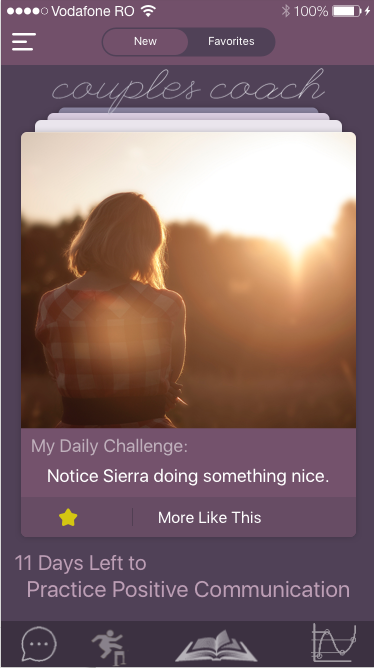 Vodafone RO 100%
New Favorites
couples coach
My Daily Challenge:
Notice Sierra doing something nice.
More Like This
11 Days Left to
Practice Positive Communication